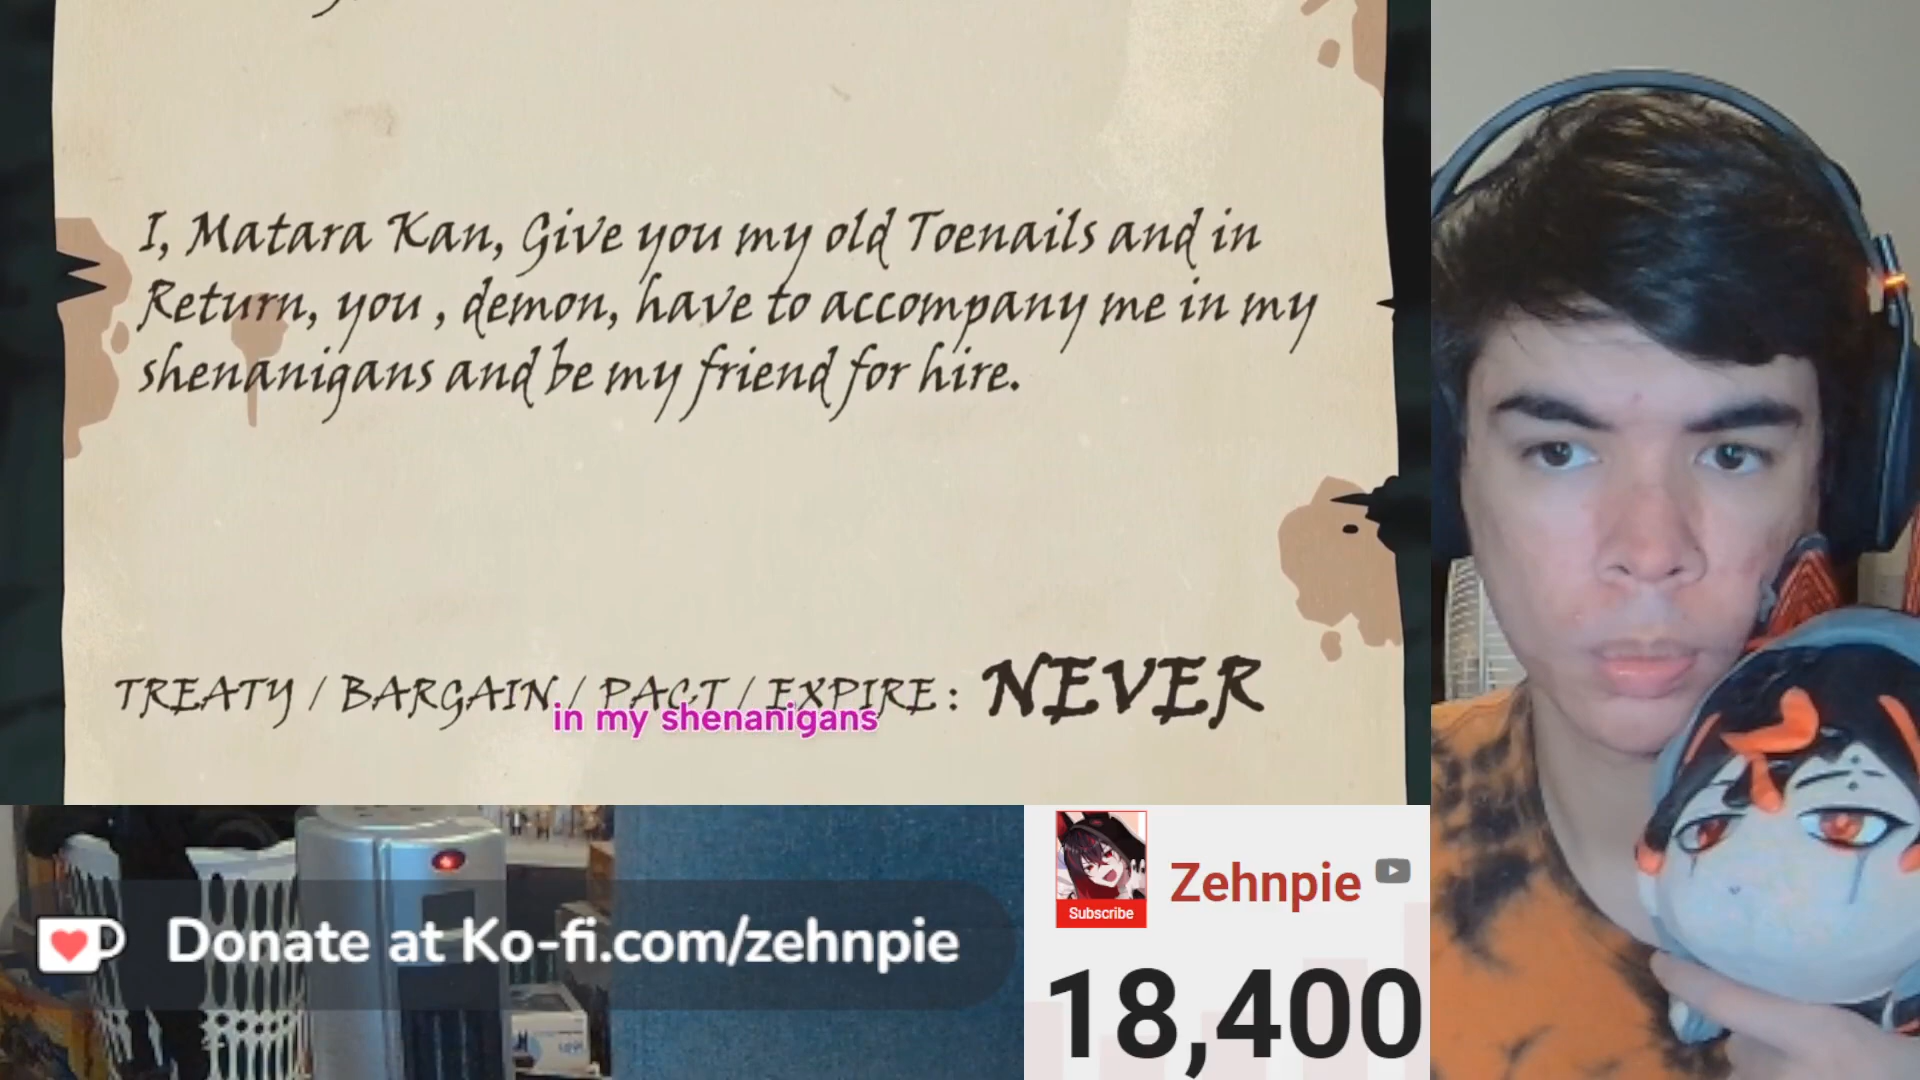 I, Matara Kan, Give you my old Toenails and in
Return, you , demon, have to accompany me in my
shenanigans and be my friend for hire.
TREATY / BARGAIN / PACT / EXPIRE : NEVER
in my shenanigans
Donate at Ko-fi.com/zehnpie
Subscribe
Zehnpie
18,400